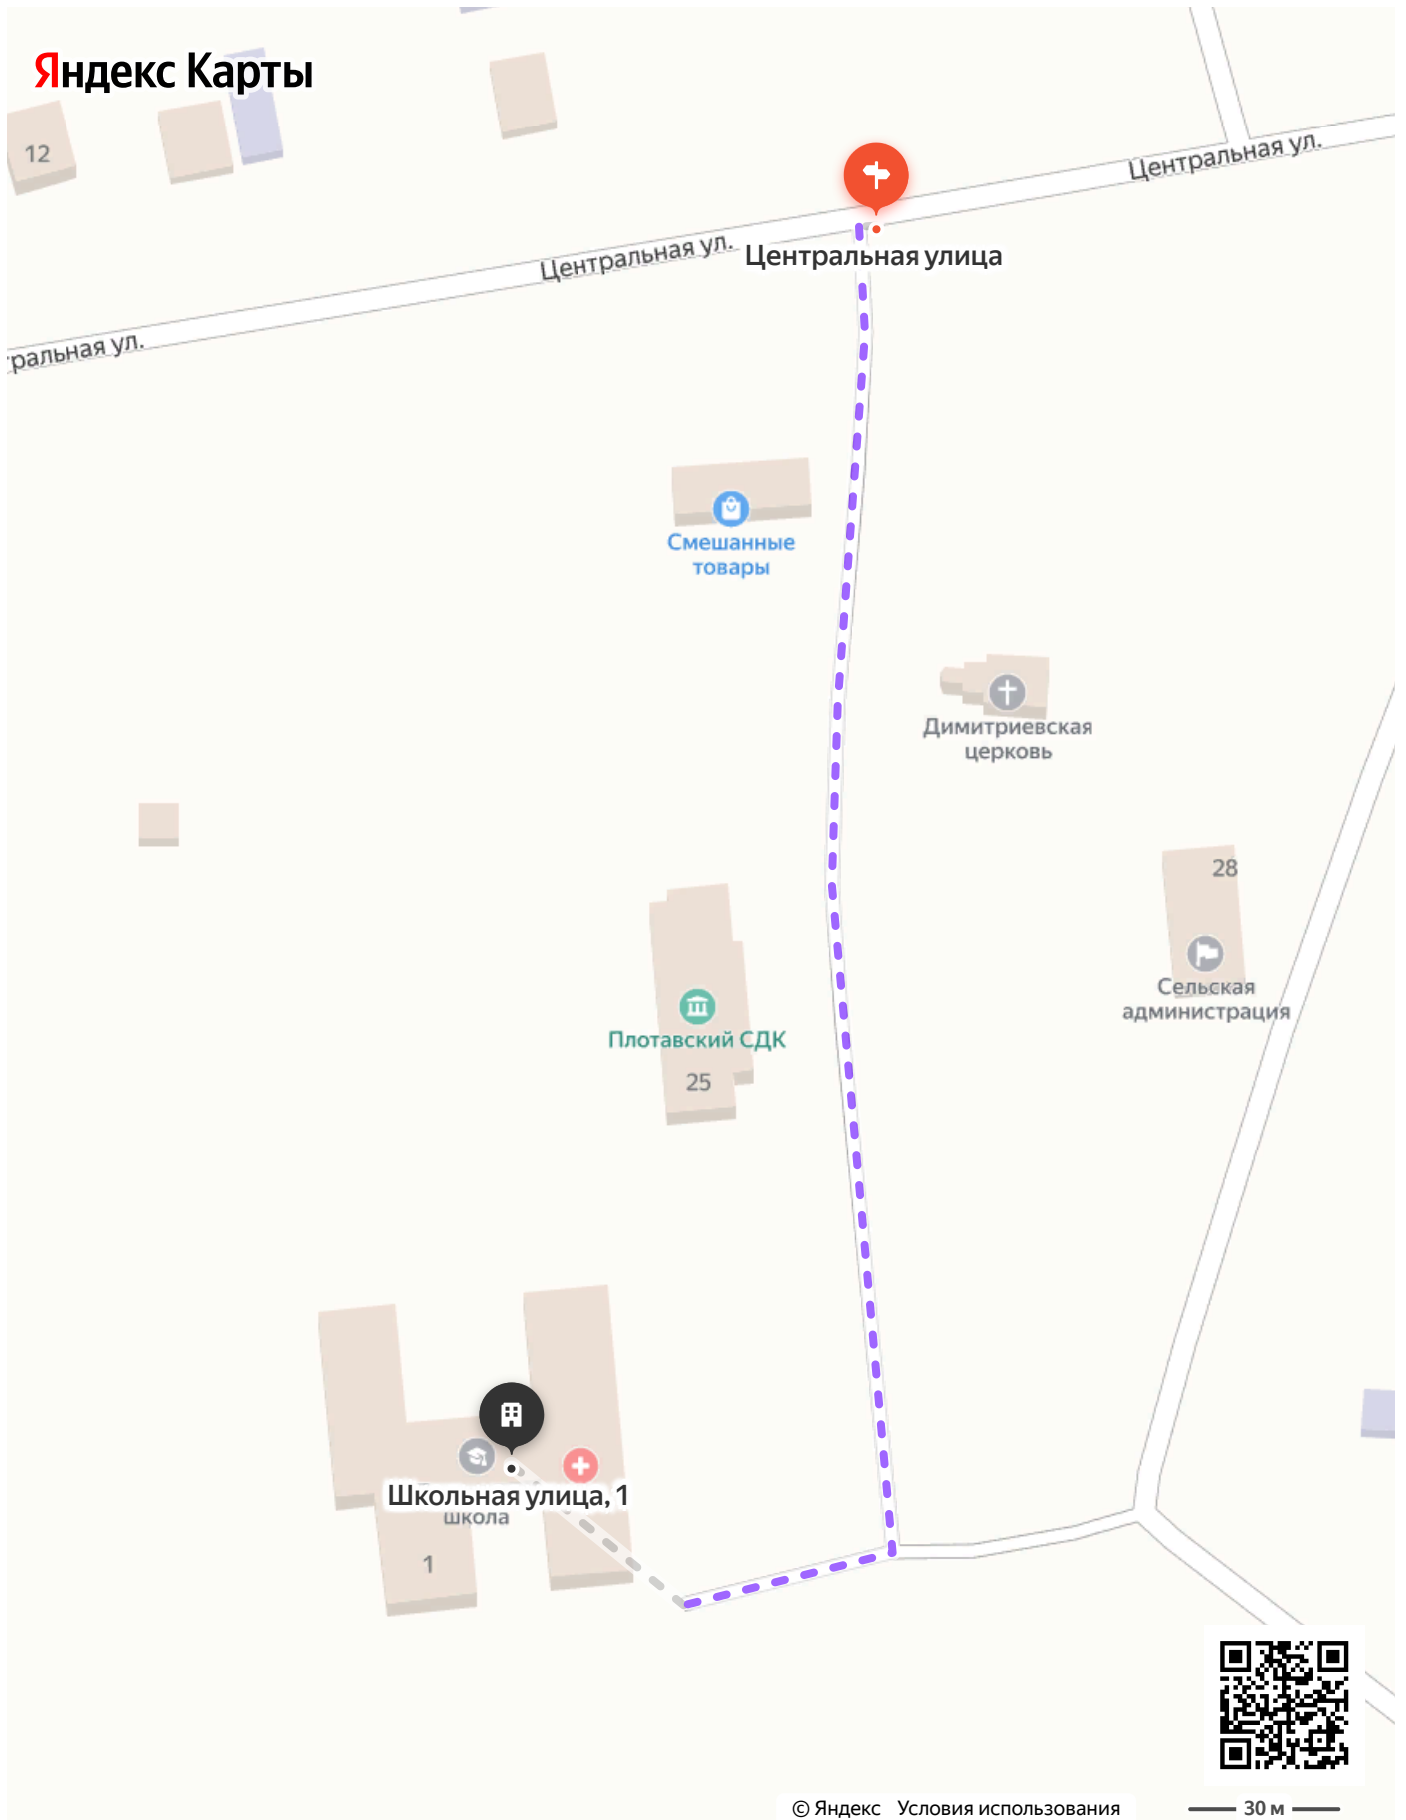 Яндекс Карты
12
Центральная ул.
Центральная ул.
Центральная улица
тральная ул.
Смешанные
товары
Димитриевская
церковь
28
Сельская
администрация
Плотавский СДК
25
Школьная улица, 1
школа
1
© Яндекс Условия использования
30 м